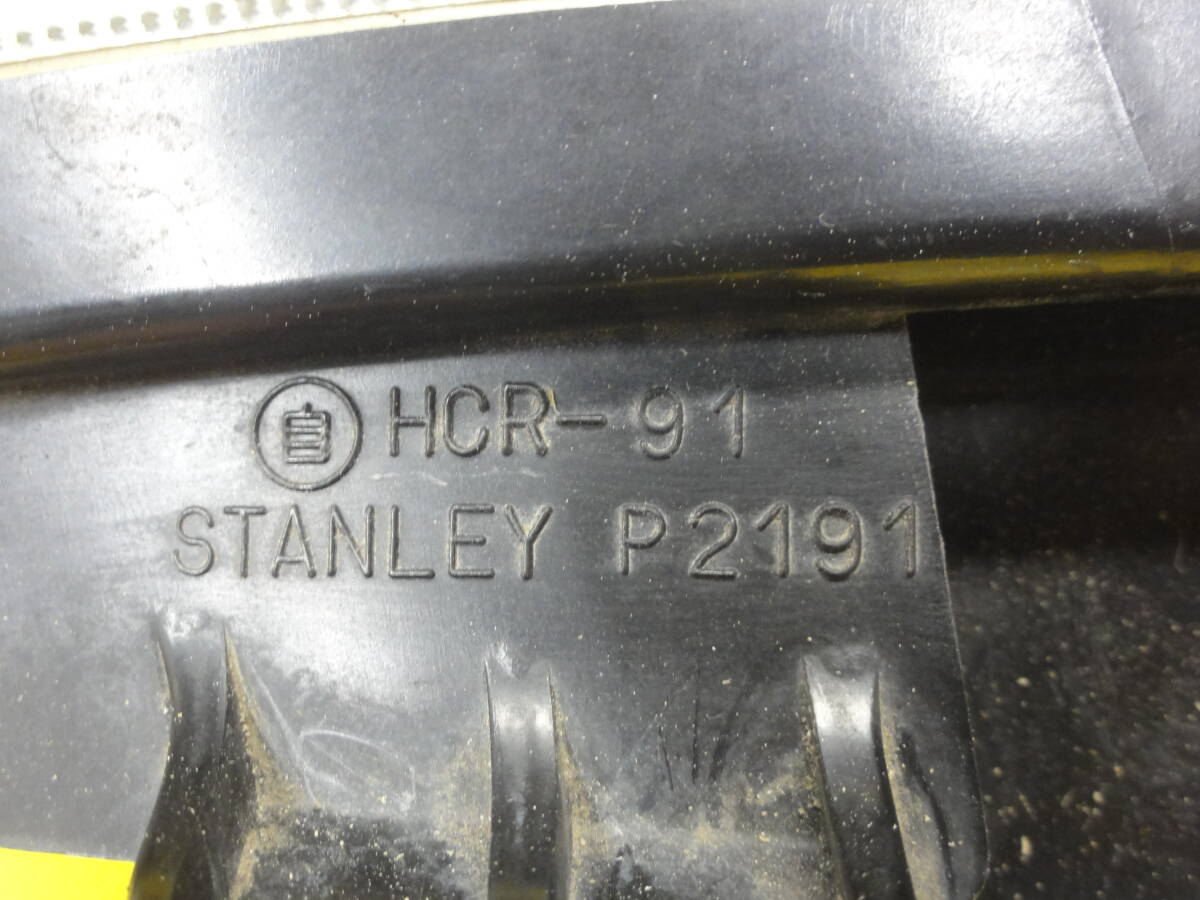 自 HCR-91
STANLEY P2191